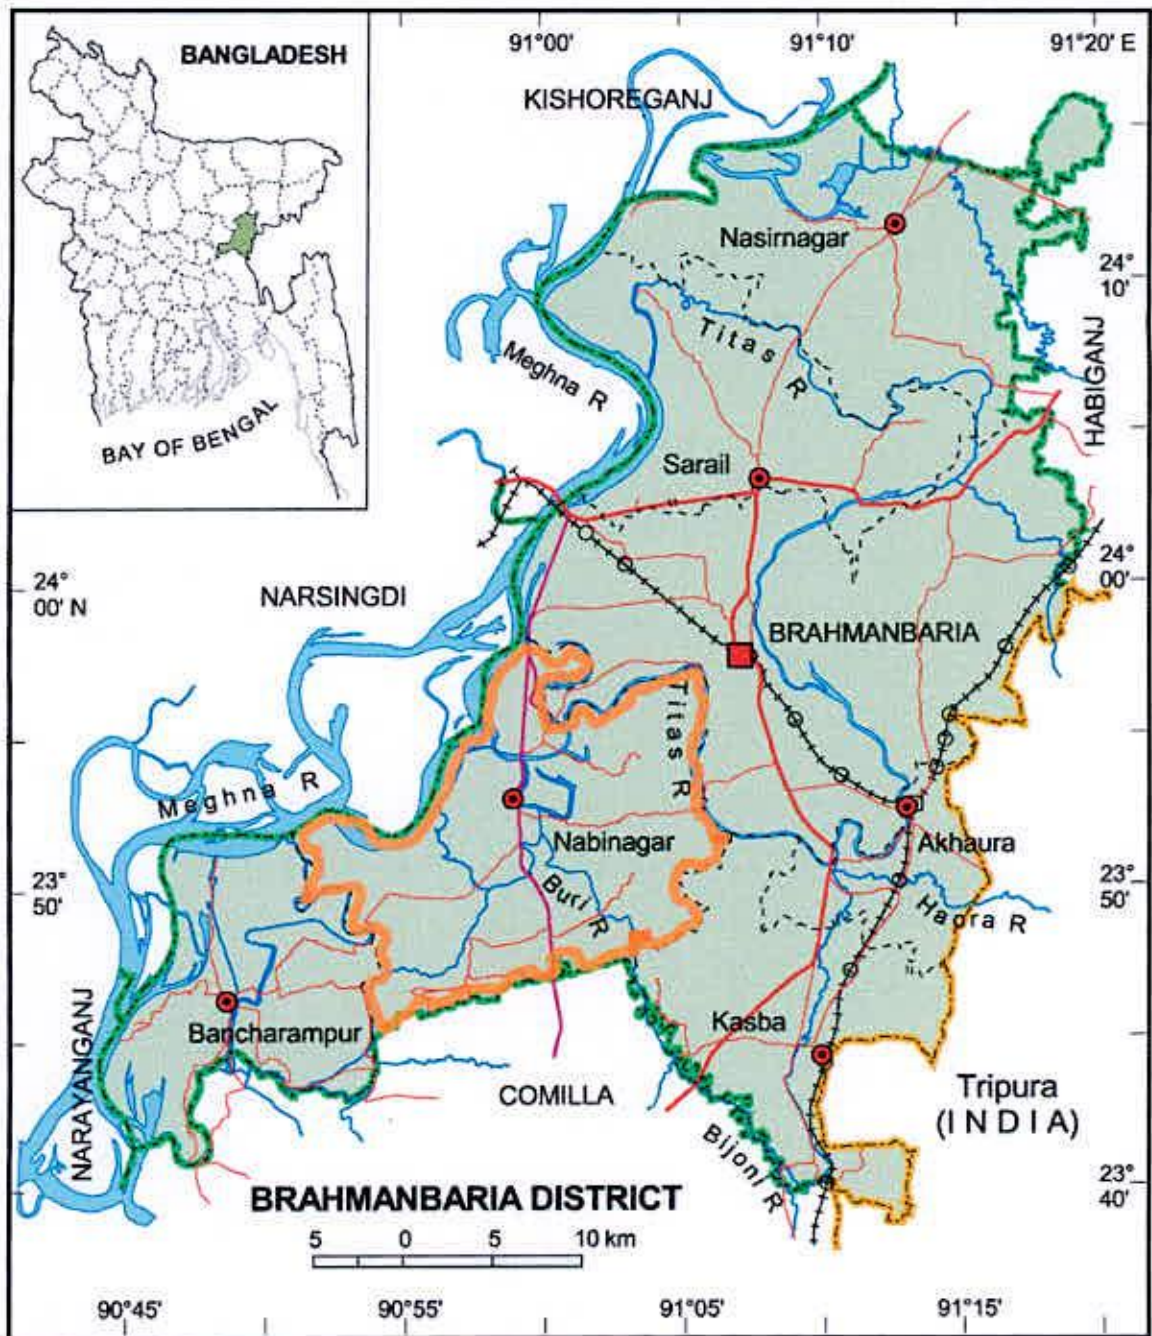 BANGLADESH
BAY OF BENGAL
91°00'
91°10'
91°20' E
KISHOREGANJ
Nasirnagar
24°
10'
HABIGANJ
Titas R
Meghna R
Sarail
24°
00' N
24°
00'
NARSINGDI
BRAHMANBARIA
Titas R
Meghna R
Nabinagar
Akhaura
Buri R
Haora R
23°
50'
23°
50'
NARAYANGANJ
Bancharampur
Kasba
COMILLA
Tripura
(INDIA)
Bijoni R
23°
40'
BRAHMANBARIA DISTRICT
5 0 5 10 km
90°45'
90°55'
91°05'
91°15'